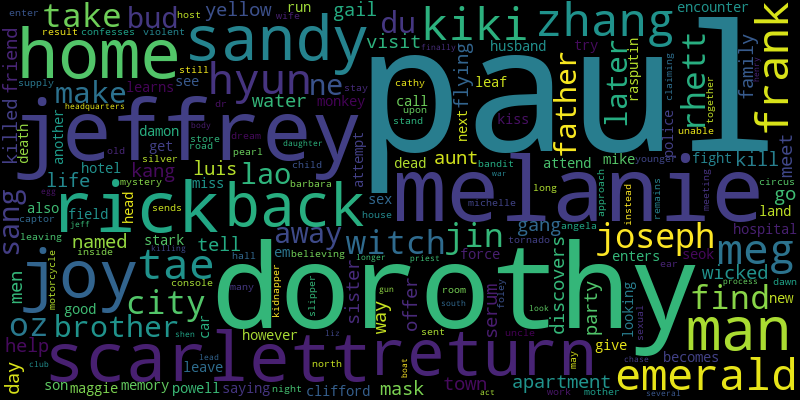 host confesses violent
enter wife
take bud yellow run gail du kiki zhang encounter
result
still
try
friend home learns see sandy visit husband later rhett family frank
supply headquarters dr
hyun ne cathy leaf flying father rasputin claiming
make water monkey call upon stand paul next police together
killed death another old damon core road body dream kiss unable meet
jeffrey silver pearl daughter attempt dead aunt bandit attend mike young fight kill
hotel get
kang luis lao war circus
sang mystery child barbara sex melanie long approach remains go
life miss michelle instead land
also field rick back house meeting
captor sends head
jeff away witch jin gang joseph hospital
leaving named stark tell angela meg
inside hall em believing tornado force seok
men joy tae sister longer priest enters ear wicked
motorcycle killing many dorothy discovers process dawn
oz good city console slipper offer gun room serum foley looking find new
brother car kidnapper way south look party sexual
shen however liz sent uncle give man
help scarlett return may becomes
day club lead north boat town apartment chase emerald
son maggie memory powell saying night clifford mask act work mother several
leave
finally
stay